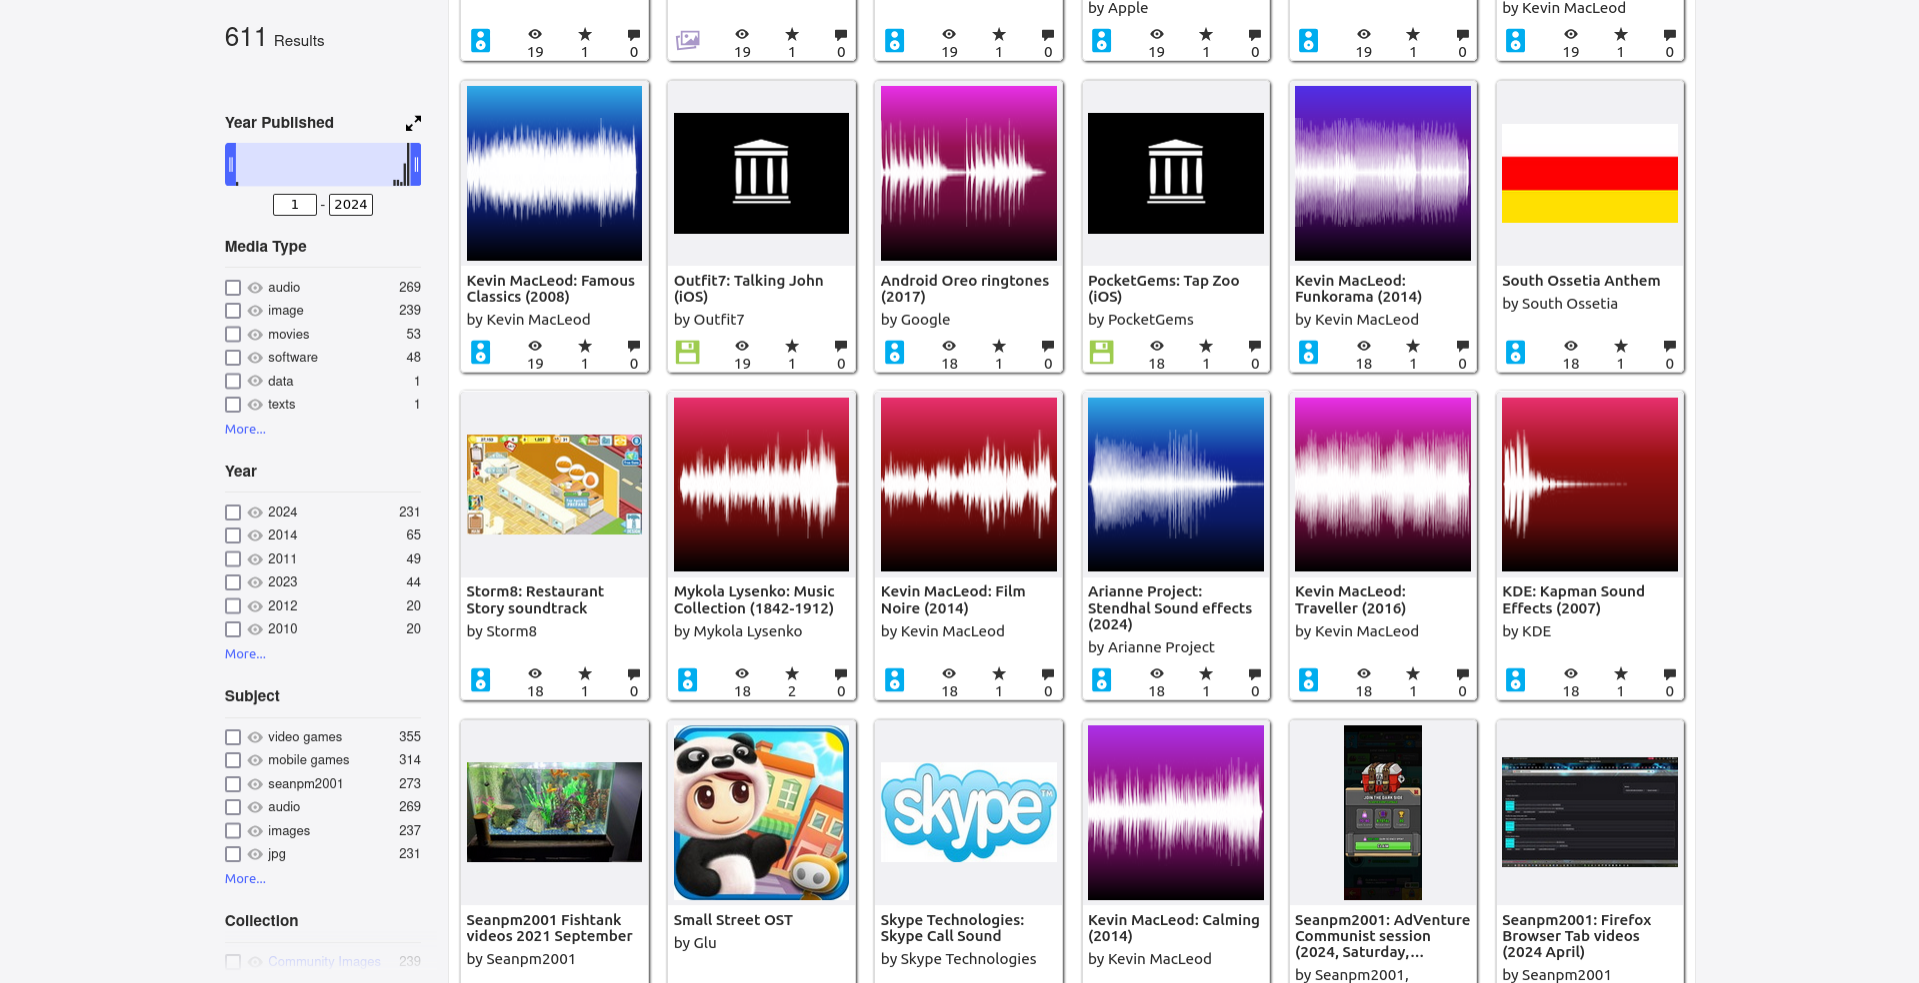 611 Results
Year Published
1 - 2024
Media Type
audio 269
image 239
movies 53
software 48
data 1
texts 1
More...
Year
2024 231
2014 65
2011 49
2023 44
2012 20
2010 20
More...
Subject
video games 355
mobile games 314
seanpm2001 273
audio 269
images 237
jpg 231
More...
Collection
Community Images 239
by Apple
by Kevin MacLeod
19 1 0
19 1 0
19 1 0
19 1 0
19 1 0
19 1 0
Kevin MacLeod: Famous
Classics (2008)
by Kevin MacLeod
19 1 0
Outfit7: Talking John
(iOS)
by Outfit7
19 1 0
Android Oreo ringtones
(2017)
by Google
18 1 0
PocketGems: Tap Zoo
(iOS)
by PocketGems
18 1 0
Kevin MacLeod:
Funkorama (2014)
by Kevin MacLeod
18 1 0
South Ossetia Anthem
by South Ossetia
18 1 0
Storm8: Restaurant
Story soundtrack
by Storm8
18 1 0
Mykola Lysenko: Music
Collection (1842-1912)
by Mykola Lysenko
18 2 0
Kevin MacLeod: Film
Noire (2014)
by Kevin MacLeod
18 1 0
Arianne Project:
Stendhal Sound effects
(2024)
by Arianne Project
18 1 0
Kevin MacLeod:
Traveller (2016)
by Kevin MacLeod
18 1 0
KDE: Kapman Sound
Effects (2007)
by KDE
18 1 0
Seanpm2001 Fishtank
videos 2021 September
by Seanpm2001
Small Street OST
by Glu
skype™
Skype Technologies:
Skype Call Sound
by Skype Technologies
Kevin MacLeod: Calming
(2014)
by Kevin MacLeod
Seanpm2001: AdVenture
Communist session
(2024, Saturday,...
by Seanpm2001,
Seanpm2001: Firefox
Browser Tab videos
(2024 April)
by Seanpm2001